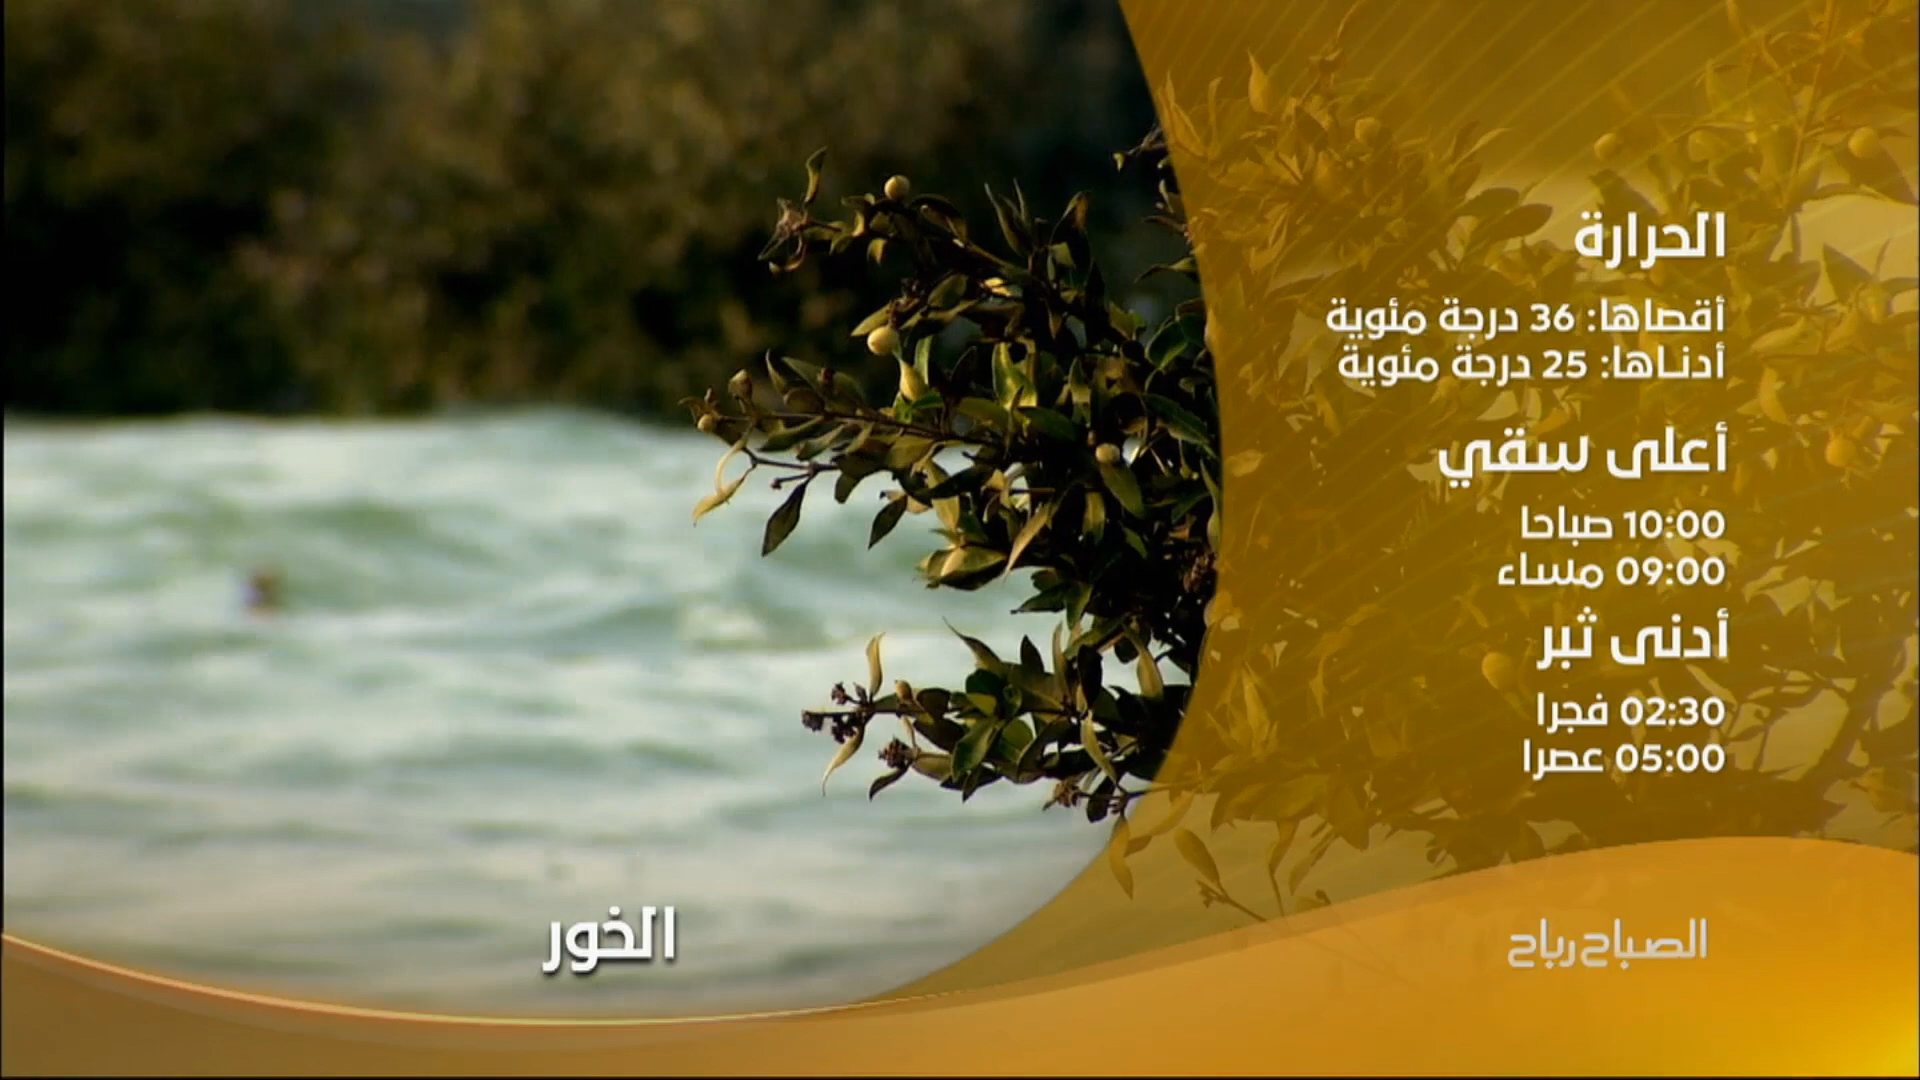 الحرارة
أقصاها: 36 درجة مئوية
أدناها: 25 درجة مئوية
أعلى سقي
10:00 صباحا
09:00 مساء
أدنى ثبر
02:30 فجرا
05:00 عصرا
الخور
الصباح رباح